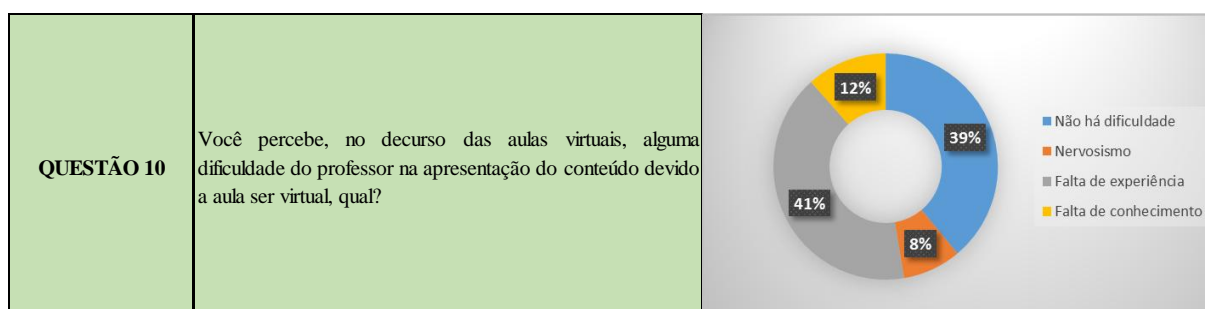 QUESTÃO 10
Você percebe, no decurso das aulas virtuais, alguma
dificuldade do professor na apresentação do conteúdo devido
a aula ser virtual, qual?
12%
39%
41%
8%
Não há dificuldade
Nervosismo
Falta de experiência
Falta de conhecimento